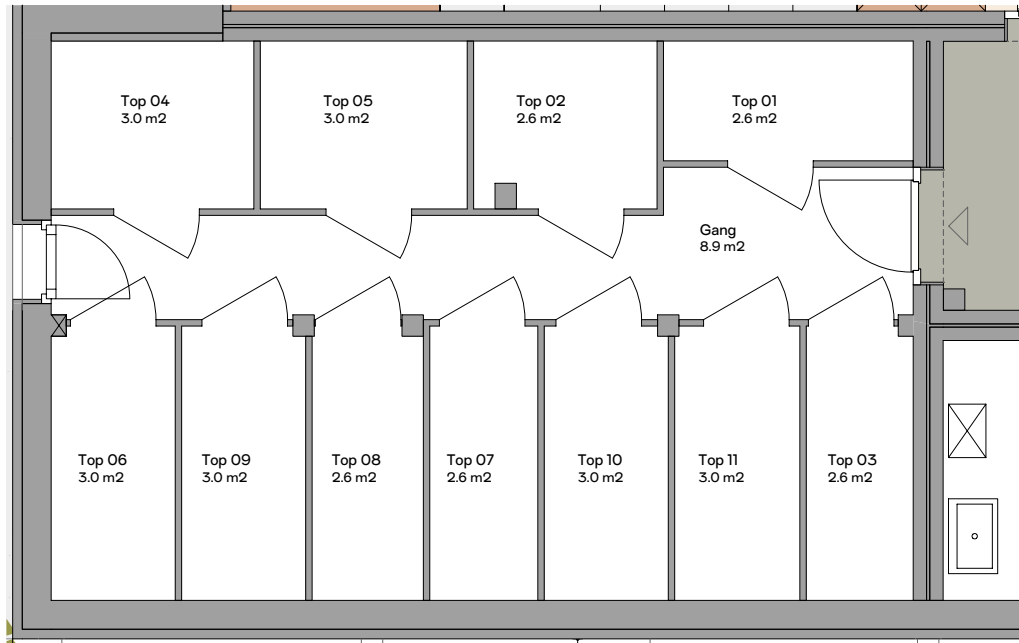 Top 04
3.0 m2
Top 05
3.0 m2
Top 02
2.6 m2
Top 01
2.6 m2
Gang
8.9 m2
Top 06
3.0 m2
Top 09
3.0 m2
Top 08
2.6 m2
Top 07
2.6 m2
Top 10
3.0 m2
Top 11
3.0 m2
Top 03
2.6 m2